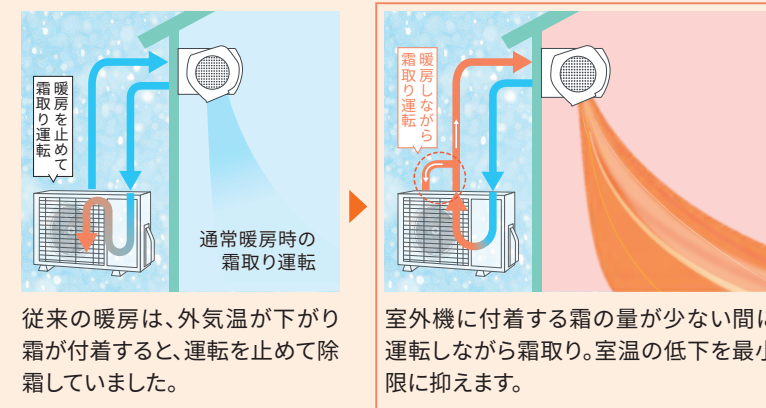 暖房を止めて
霜取り運転
通常暖房時の
霜取り運転
従来の暖房は、外気温が下がり
霜が付着すると、運転を止めて除
霜していました。
暖房しながら
霜取り運転
室外機に付着する霜の量が少ない間に
運転しながら霜取り。室温の低下を最小
限に抑えます。